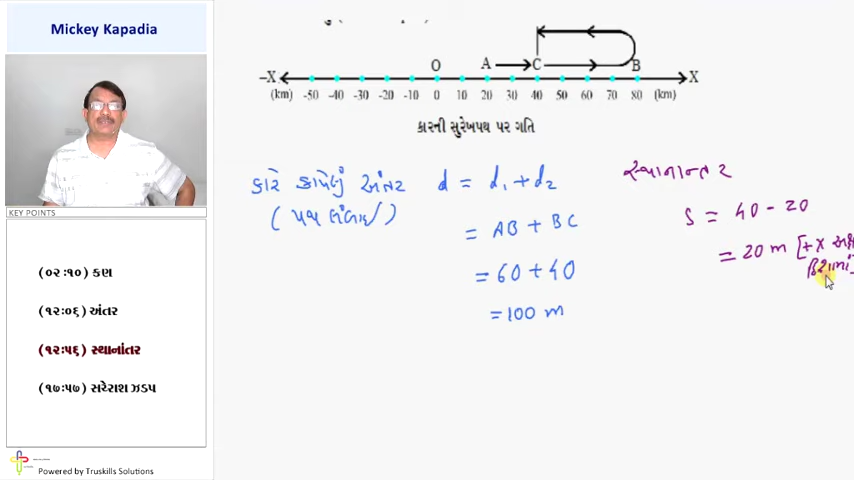 Mickey Kapadia
KEY POINTS
(૦૨:૧૦) કણ
(૧૨:૦૬) અંતર
(૧૨:૫૬) સ્થાનાંતર
(૧૭:૫૭) સરેરાશ ઝડપ
Powered by Truskills Solutions
O A C B
-X X
(km) -50 -40 -30 -20 -10 0 10 20 30 40 50 60 70 80 (km)
કારની સુરેખપથ પર ગતિ
કારે કાપેલું અંતર d = d₁ + d₂
(પથ લંબાઈ)
= AB + BC
= 60 + 40
= 100 m
સ્થાનાન્તર
S = 40 - 20
= 20 m [+x
દિશામાં]